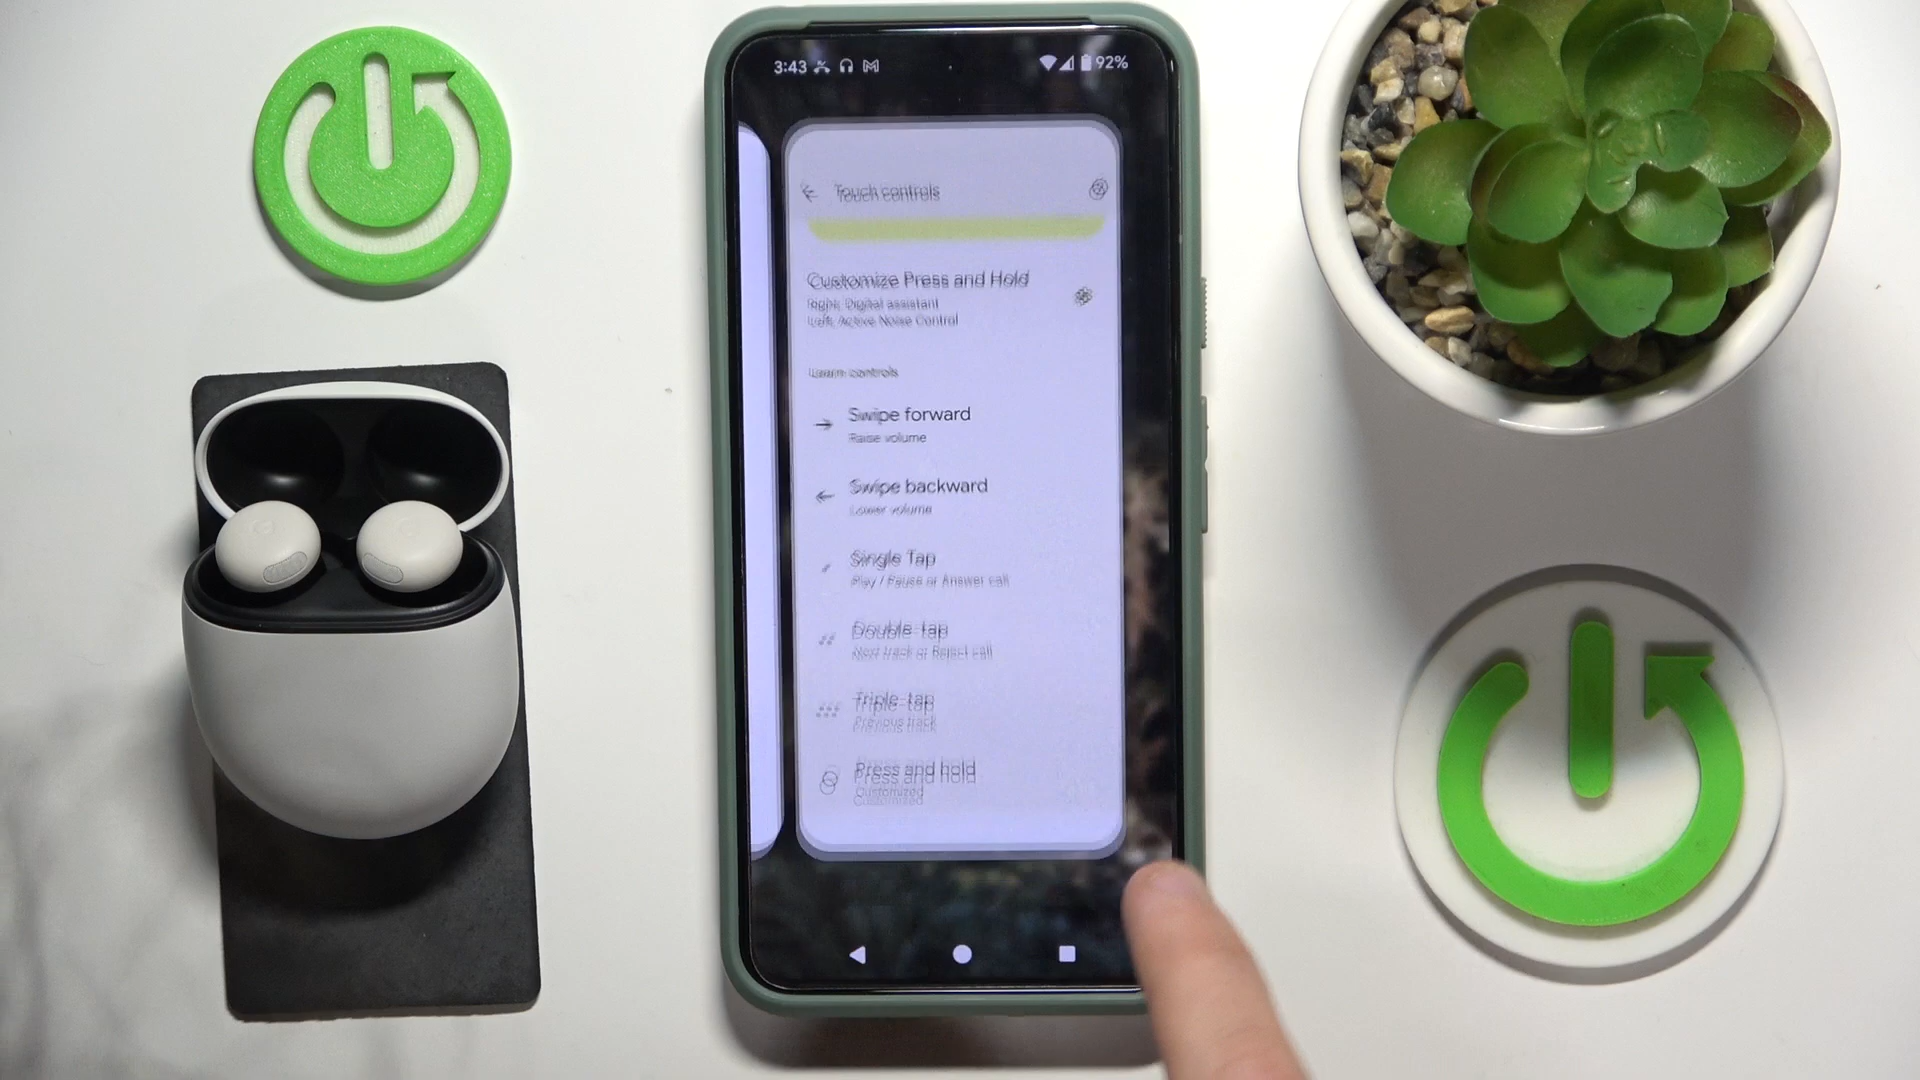 3:43
92%
Touch controls
Customize Press and Hold
Right: Digital assistant
Left: Active Noise Control
Learn controls
Swipe forward
Raise volume
Swipe backward
Lower volume
Single Tap
Play / Pause or Answer call
Double-tap
Next track or Reject call
Triple-tap
Previous track
Press and hold
Customized